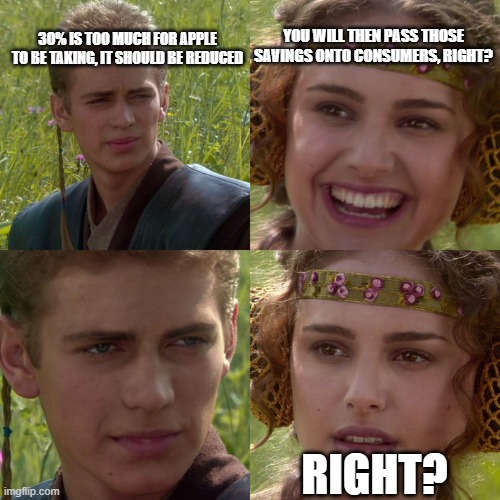 30% IS TOO MUCH FOR APPLE
TO BE TAKING, IT SHOULD BE REDUCED
YOU WILL THEN PASS THOSE
SAVINGS ONTO CONSUMERS, RIGHT?
RIGHT?
imgflip.com